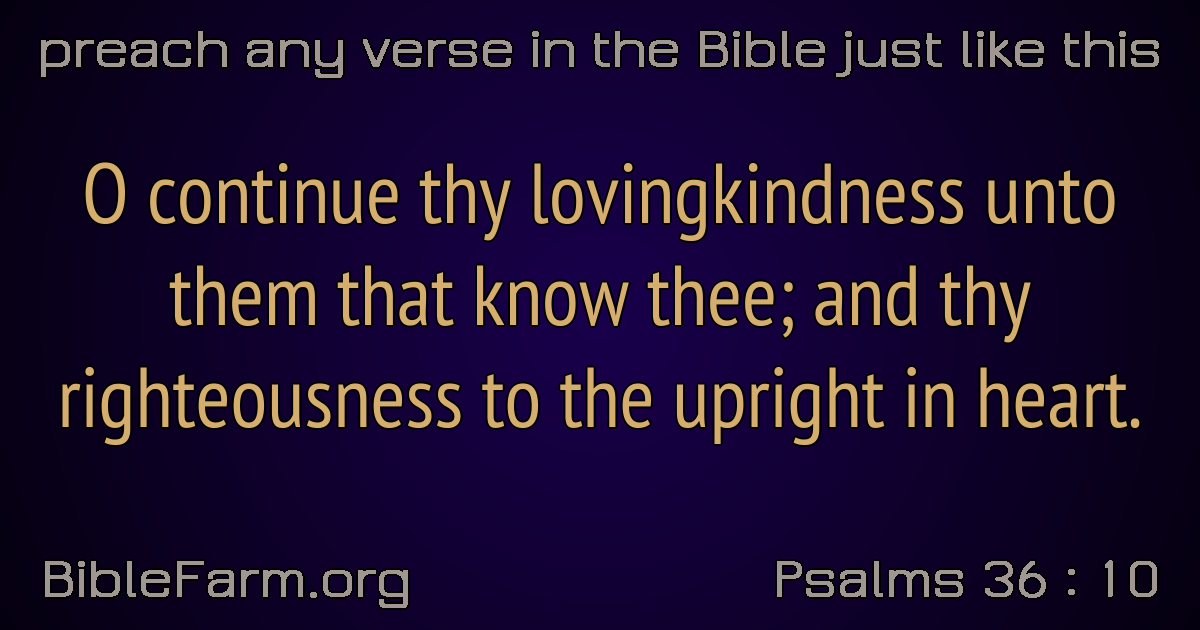 preach any verse in the Bible just like this
O continue thy lovingkindness unto
them that know thee; and thy
righteousness to the upright in heart.
BibleFarm.org
Psalms 36 : 10